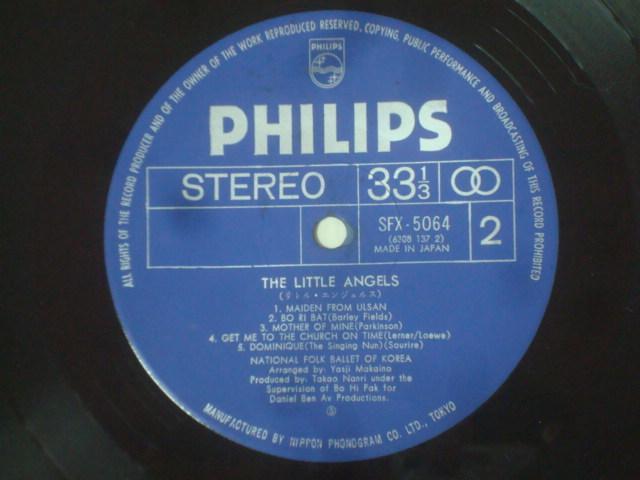 ALL RIGHTS OF THE RECORD PRODUCER AND OF THE OWNER OF THE WORK REPRODUCED RESERVED, COPYING, PUBLIC PERFORMANCE AND BROADCASTING OF THIS RECORD PROHIBITED
PHILIPS
PHILIPS
STEREO 33 1/3
SFX-5064
(6208 137 2)
MADE IN JAPAN
2
THE LITTLE ANGELS
(リトル・エンジェルス)
1. MAIDEN FROM ULSAN
2. BO RI BAT(Barley Fields)
3. MOTHER OF MINE(Parkinson)
4. GET ME TO THE CHURCH ON TIME(Lerner/Loewe)
5. DOMINIQUE(The Singing Nun)(Sourire)
NATIONAL FOLK BALLET OF KOREA
Arranged by: Yasji Makaino
Produced by: Takao Nanri under the
Supervision of Bo Hi Pak for
Daniel Ben Av Productions.
Ⓢ
MANUFACTURED BY NIPPON PHONOGRAM CO. LTD., TOKYO